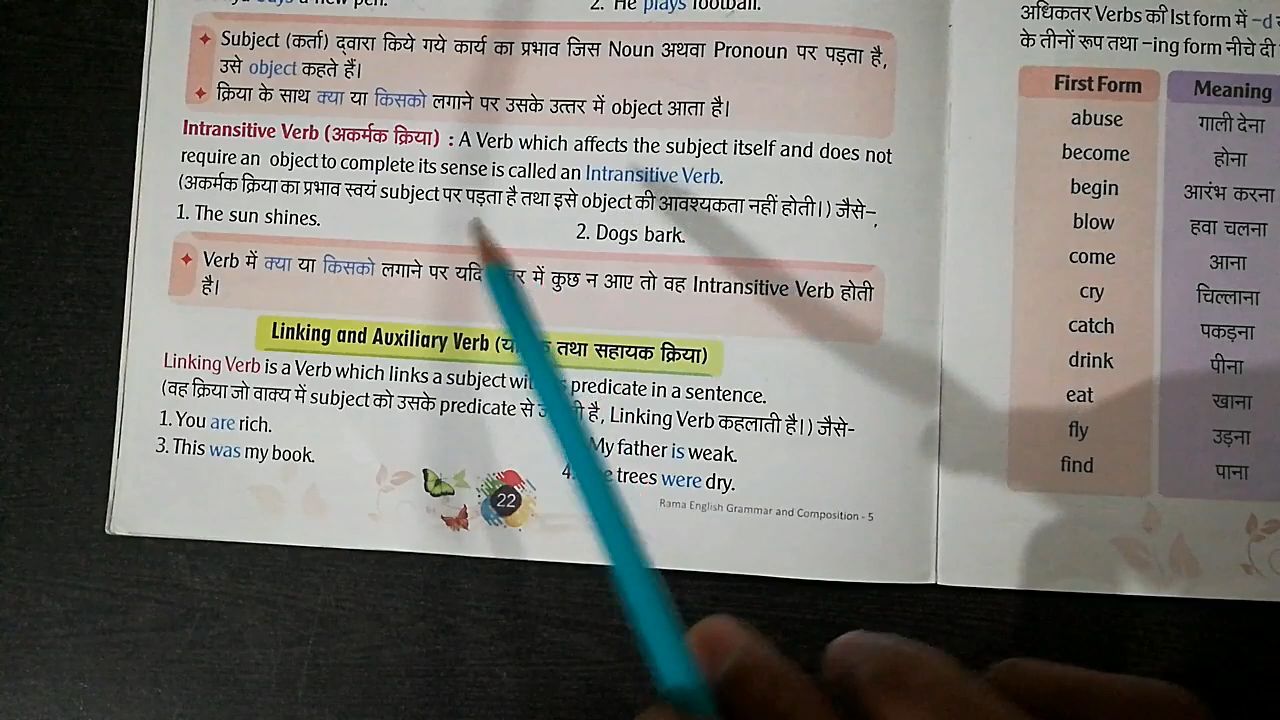 a new pen.
2. He plays football.
✦ Subject (कर्ता) द्वारा किये गये कार्य का प्रभाव जिस Noun अथवा Pronoun पर पड़ता है,
उसे object कहते हैं।
✦ क्रिया के साथ क्या या किसको लगाने पर उसके उत्तर में object आता है।
Intransitive Verb (अकर्मक क्रिया) : A Verb which affects the subject itself and does not
require an object to complete its sense is called an Intransitive Verb.
(अकर्मक क्रिया का प्रभाव स्वयं subject पर पड़ता है तथा इसे object की आवश्यकता नहीं होती।) जैसे–
1. The sun shines.
2. Dogs bark.
✦ Verb में क्या या किसको लगाने पर यदि में कुछ न आए तो वह Intransitive Verb होती
है।
Linking and Auxiliary Verb ( तथा सहायक क्रिया)
Linking Verb is a Verb which links a subject predicate in a sentence.
(वह क्रिया जो वाक्य में subject को उसके predicate से है, Linking Verb कहलाती है।) जैसे–
1. You are rich.
My father is weak.
3. This was my book.
4. trees were dry.
22
Rama English Grammar and Composition - 5
अधिकतर Verbs की Ist form में –d
के तीनों रूप तथा –ing form नीचे दी
First Form Meaning
abuse गाली देना
become होना
begin आरंभ करना
blow हवा चलना
come आना
cry चिल्लाना
catch पकड़ना
drink पीना
eat खाना
fly उड़ना
find पाना